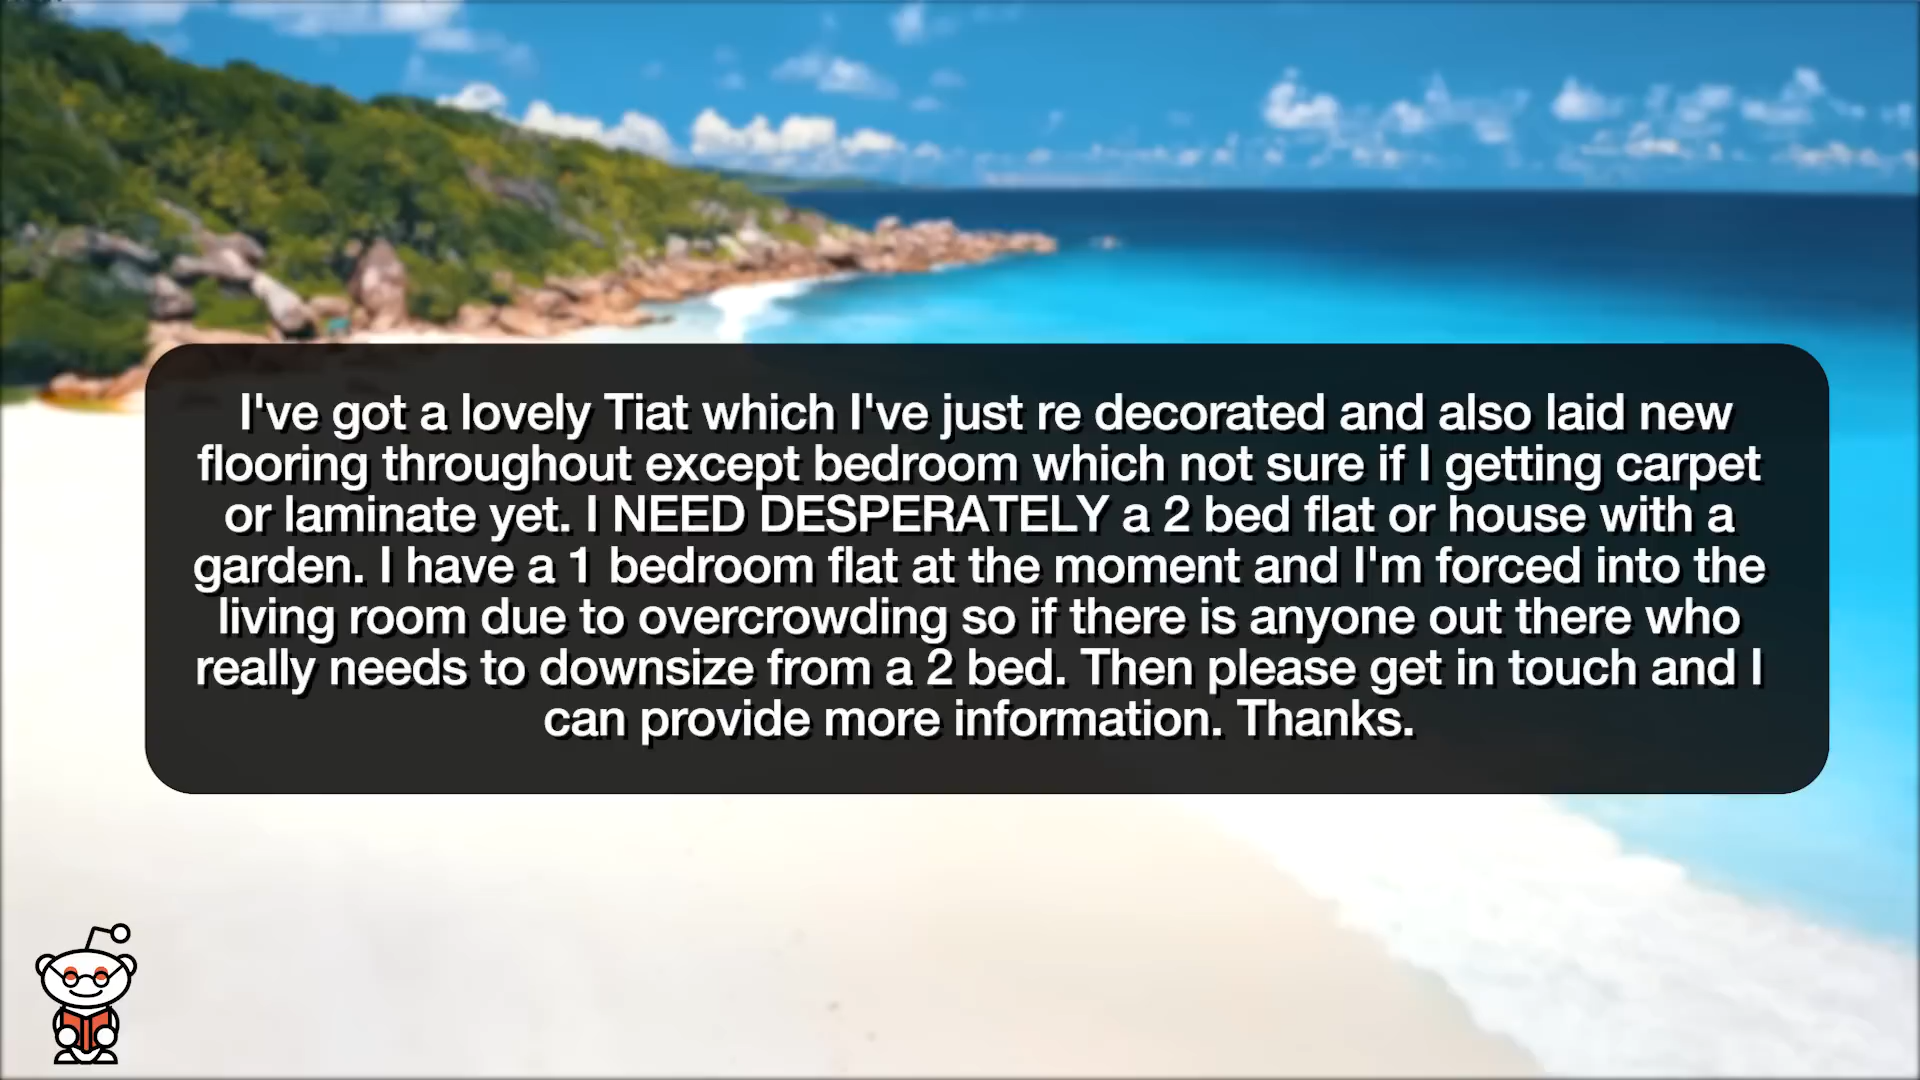 I've got a lovely Tiat which I've just re decorated and also laid new
flooring throughout except bedroom which not sure if I getting carpet
or laminate yet. I NEED DESPERATELY a 2 bed flat or house with a
garden. I have a 1 bedroom flat at the moment and I'm forced into the
living room due to overcrowding so if there is anyone out there who
really needs to downsize from a 2 bed. Then please get in touch and I
can provide more information. Thanks.